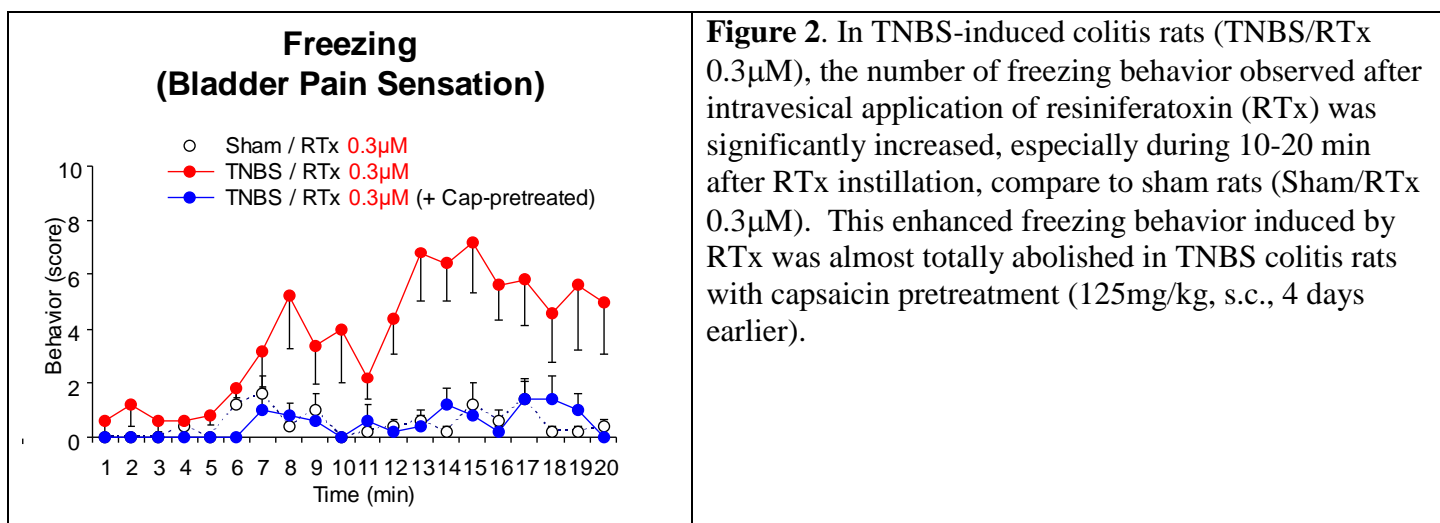 Freezing
(Bladder Pain Sensation)
Sham / RTx 0.3µM
TNBS / RTx 0.3µM
TNBS / RTx 0.3µM (+ Cap-pretreated)
Behavior (score)
10
8
6
4
2
0
1 2 3 4 5 6 7 8 9 10 11 12 13 14 15 16 17 18 19 20
Time (min)
Figure 2. In TNBS-induced colitis rats (TNBS/RTx
0.3µM), the number of freezing behavior observed after
intravesical application of resiniferatoxin (RTx) was
significantly increased, especially during 10-20 min
after RTx instillation, compare to sham rats (Sham/RTx
0.3µM).  This enhanced freezing behavior induced by
RTx was almost totally abolished in TNBS colitis rats
with capsaicin pretreatment (125mg/kg, s.c., 4 days
earlier).